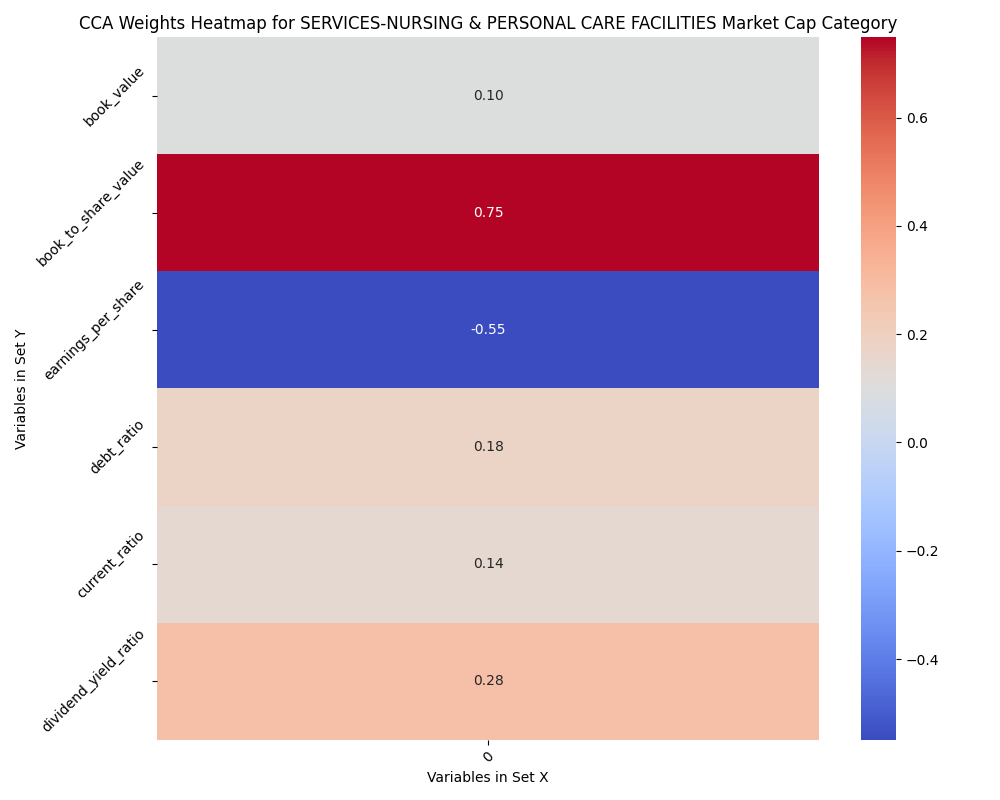 CCA Weights Heatmap for SERVICES-NURSING & PERSONAL CARE FACILITIES Market Cap Category
Variables in Set Y
book_value
0.10
book_to_share_value
0.75
earnings_per_share
-0.55
debt_ratio
0.18
current_ratio
0.14
dividend_yield_ratio
0.28
0
Variables in Set X
0.6
0.4
0.2
0.0
−0.2
−0.4